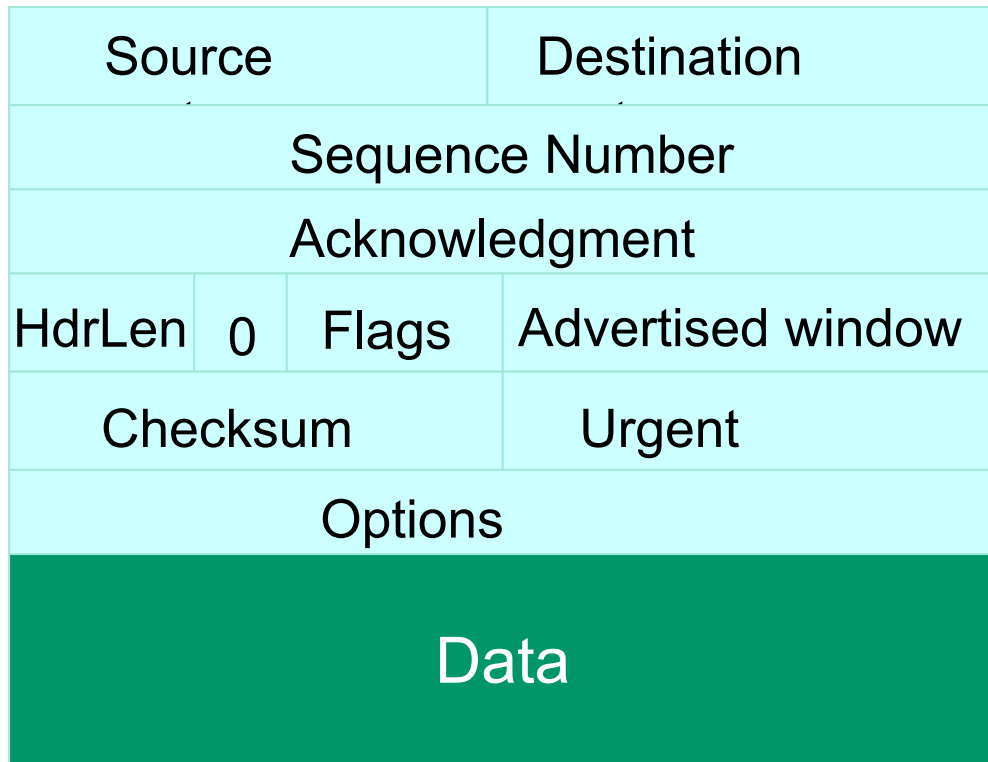 Source
Destination
Sequence Number
Acknowledgment
HdrLen
0
Flags
Advertised window
Checksum
Urgent
Options
Data